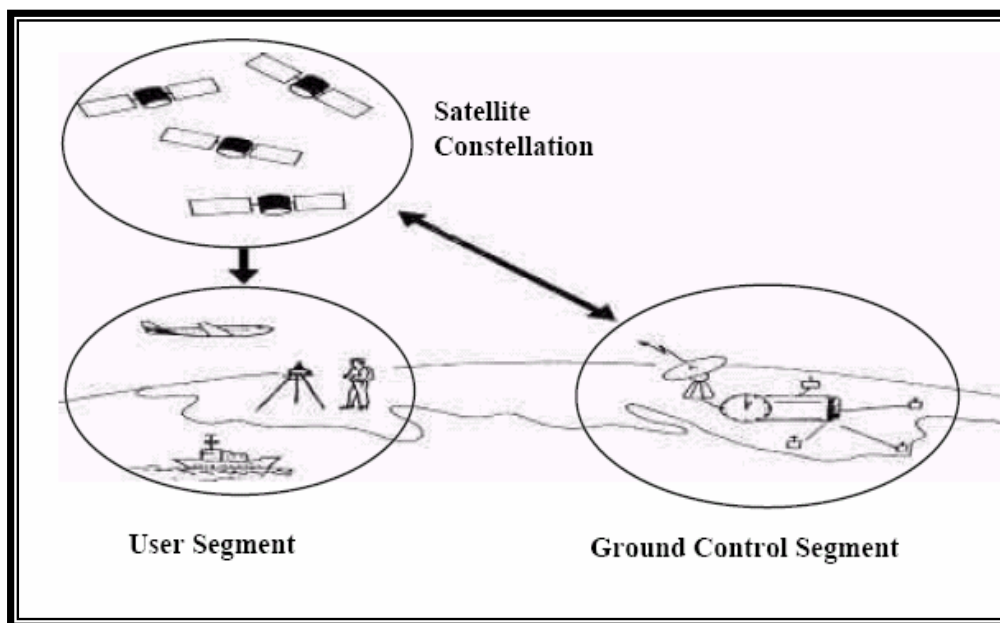 Satellite
Constellation
User Segment
Ground Control Segment